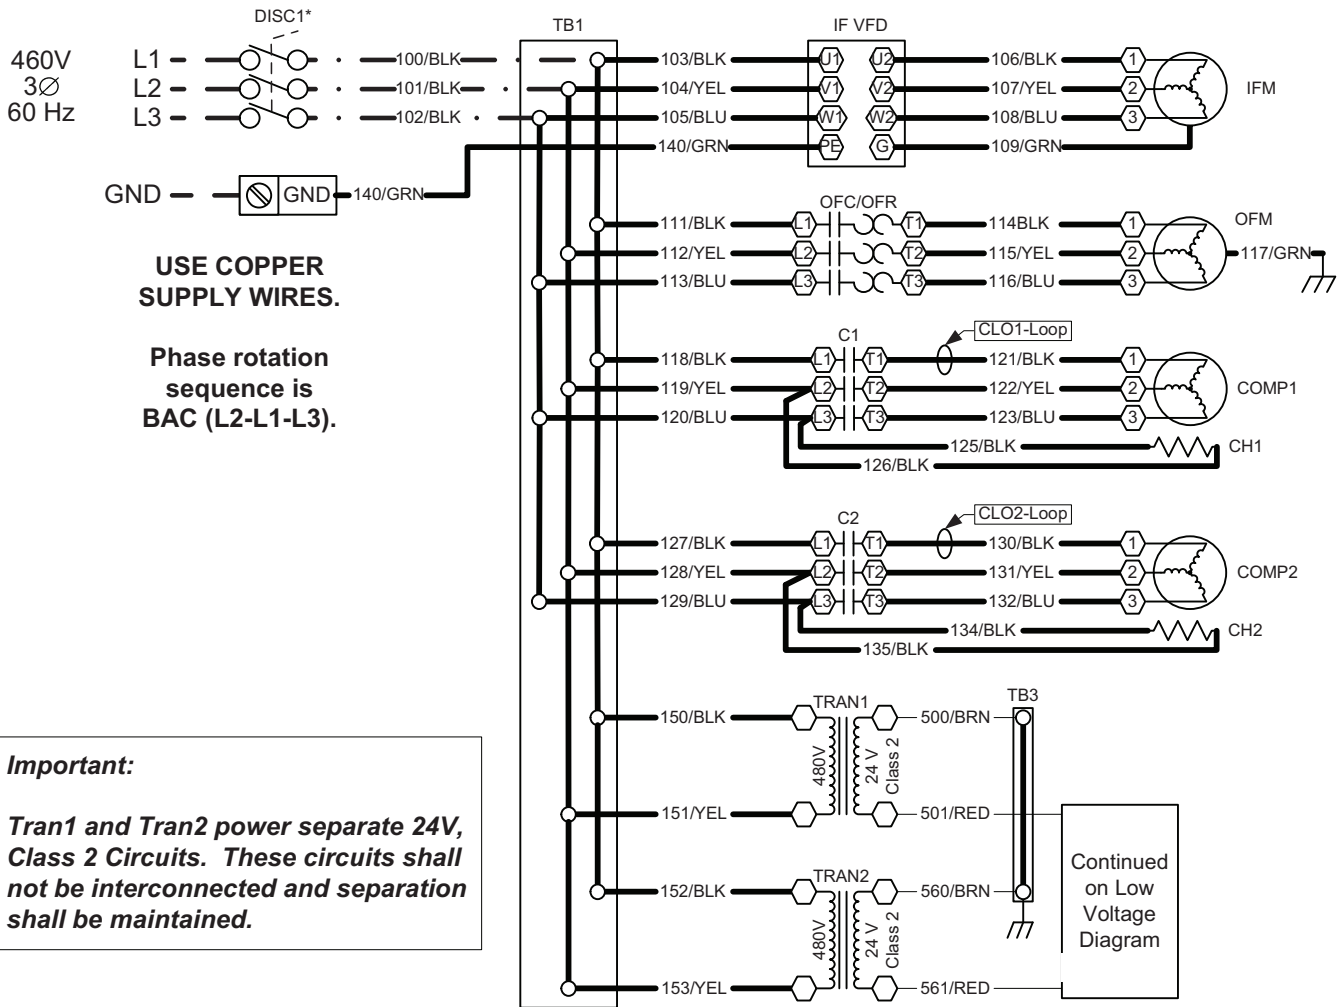 DISC1*
TB1
IF VFD
460V
3Ø
60 Hz
L1
100/BLK
103/BLK
U1
U2
106/BLK
1
L2
101/BLK
104/YEL
V1
V2
107/YEL
2
IFM
L3
102/BLK
105/BLU
W1
W2
108/BLU
3
140/GRN
PE
G
109/GRN
GND
GND
140/GRN
OFC/OFR
OFM
111/BLK
L1
T1
114BLK
1
112/YEL
L2
T2
115/YEL
2
117/GRN
113/BLU
L3
T3
116/BLU
3
USE COPPER
SUPPLY WIRES.
Phase rotation
sequence is
BAC (L2-L1-L3).
C1
CLO1-Loop
118/BLK
L1
T1
121/BLK
1
119/YEL
L2
T2
122/YEL
2
COMP1
120/BLU
L3
T3
123/BLU
3
125/BLK
CH1
126/BLK
C2
CLO2-Loop
127/BLK
L1
T1
130/BLK
1
128/YEL
L2
T2
131/YEL
2
COMP2
129/BLU
L3
T3
132/BLU
3
134/BLK
CH2
135/BLK
TRAN1
TB3
150/BLK
500/BRN
480V
24 V
Class 2
151/YEL
501/RED
TRAN2
152/BLK
560/BRN
480V
24 V
Class 2
153/YEL
561/RED
Continued
on Low
Voltage
Diagram
Important:
Tran1 and Tran2 power separate 24V,
Class 2 Circuits. These circuits shall
not be interconnected and separation
shall be maintained.